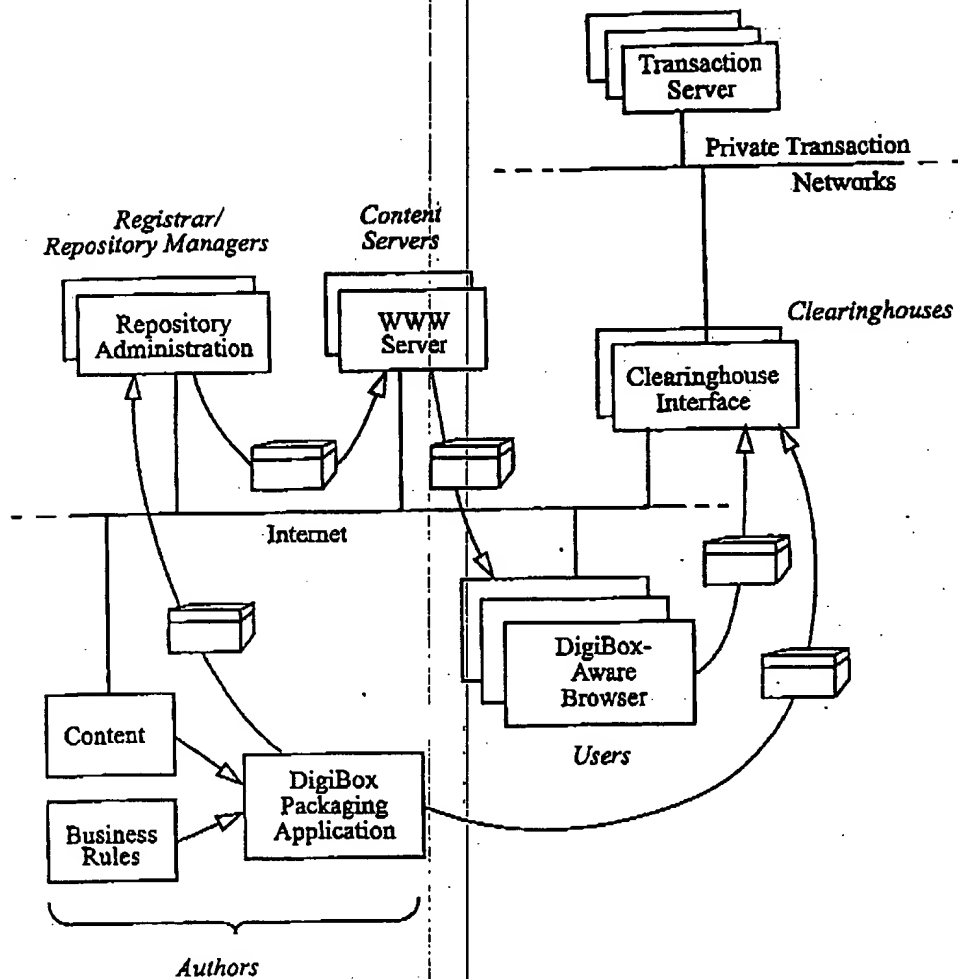 Transaction
Server
Private Transaction
Networks
Registrar/
Repository Managers
Content
Servers
Clearinghouses
Repository
Administration
WWW
Server
Clearinghouse
Interface
Internet
DigiBox-
Aware
Browser
Users
Content
DigiBox
Packaging
Application
Business
Rules
Authors